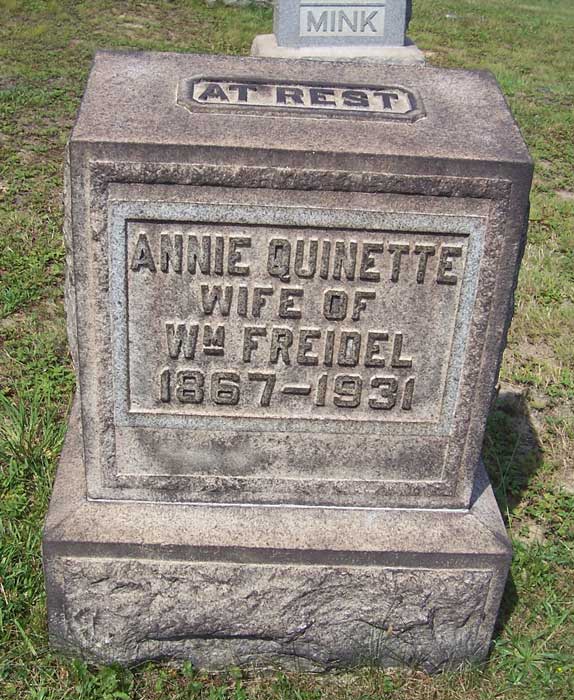 MINK
AT REST
ANNIE QUINETTE
WIFE OF
WM FREIDEL
1867-1931